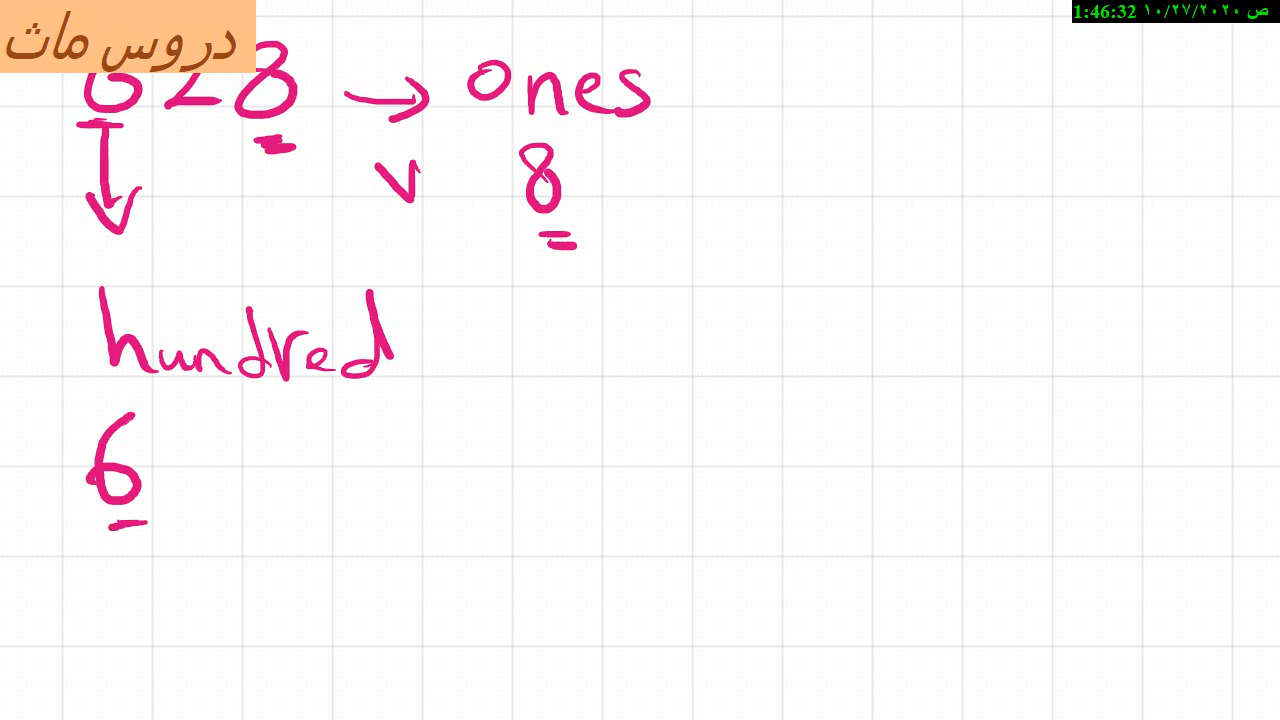 دروس ماث
1:46:32 ص ١٠/٢٧/٢٠٢٠
628 → ones
v 8
hundred
6